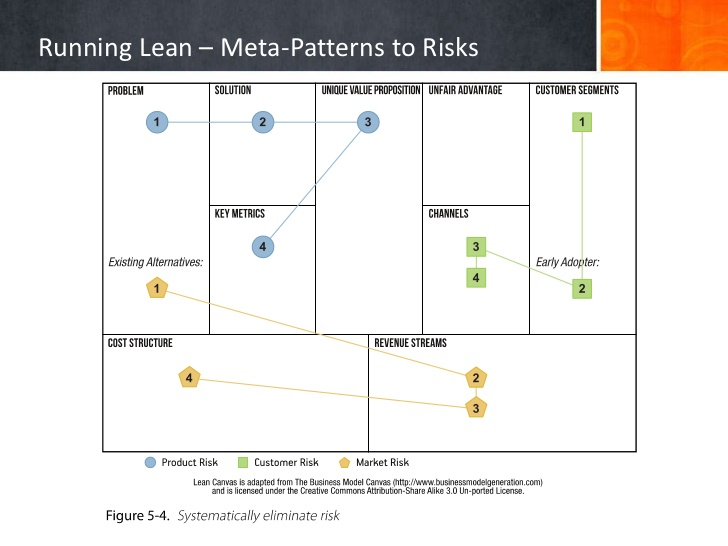 Running Lean – Meta-Patterns to Risks
PROBLEM
SOLUTION
UNIQUE VALUE PROPOSITION
UNFAIR ADVANTAGE
CUSTOMER SEGMENTS
1
2
3
1
KEY METRICS
CHANNELS
4
3
4
Existing Alternatives:
Early Adopter:
1
2
COST STRUCTURE
REVENUE STREAMS
4
2
3
Product Risk
Customer Risk
Market Risk
Lean Canvas is adapted from The Business Model Canvas (http://www.businessmodelgeneration.com)
and is licensed under the Creative Commons Attribution-Share Alike 3.0 Un-ported License.
Figure 5-4. Systematically eliminate risk